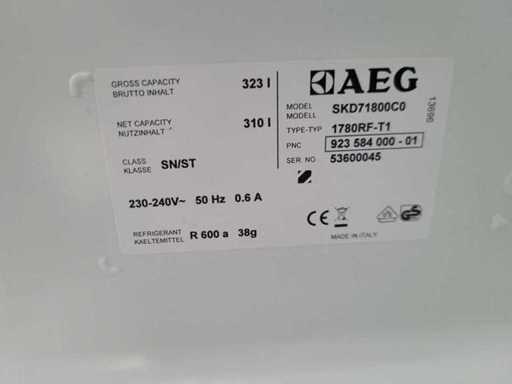 GROSS CAPACITY 323 l
BRUTTO INHALT
NET CAPACITY 310 l
NUTZINHALT
CLASS SN/ST
KLASSE
230-240V~ 50 Hz 0.6 A
REFRIGERANT R 600 a 38g
KAELTEMITTEL
AEG
MODEL SKD71800C0
MODELL
TYPE-TYP 1780RF-T1
PNC 923 584 000 - 01
SER. NO 53600045
13696
CE
GS
MADE IN ITALY